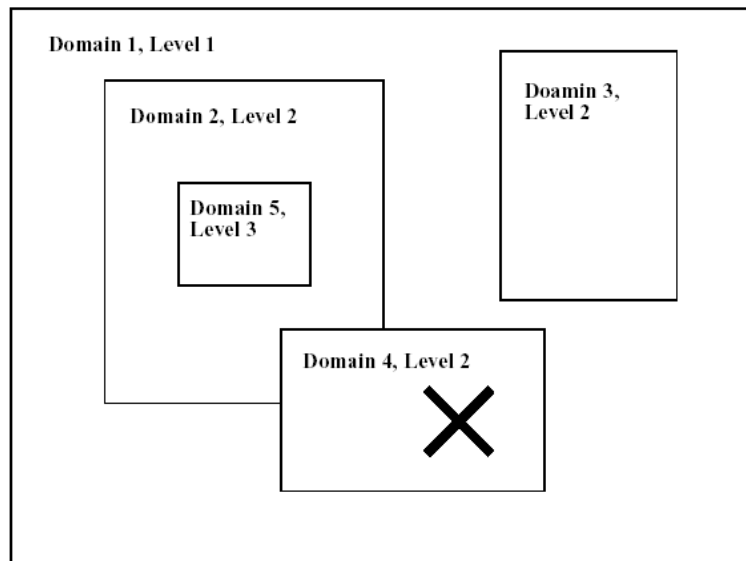 Domain 1, Level 1
Doamin 3,
Level 2
Domain 2, Level 2
Domain 5,
Level 3
Domain 4, Level 2